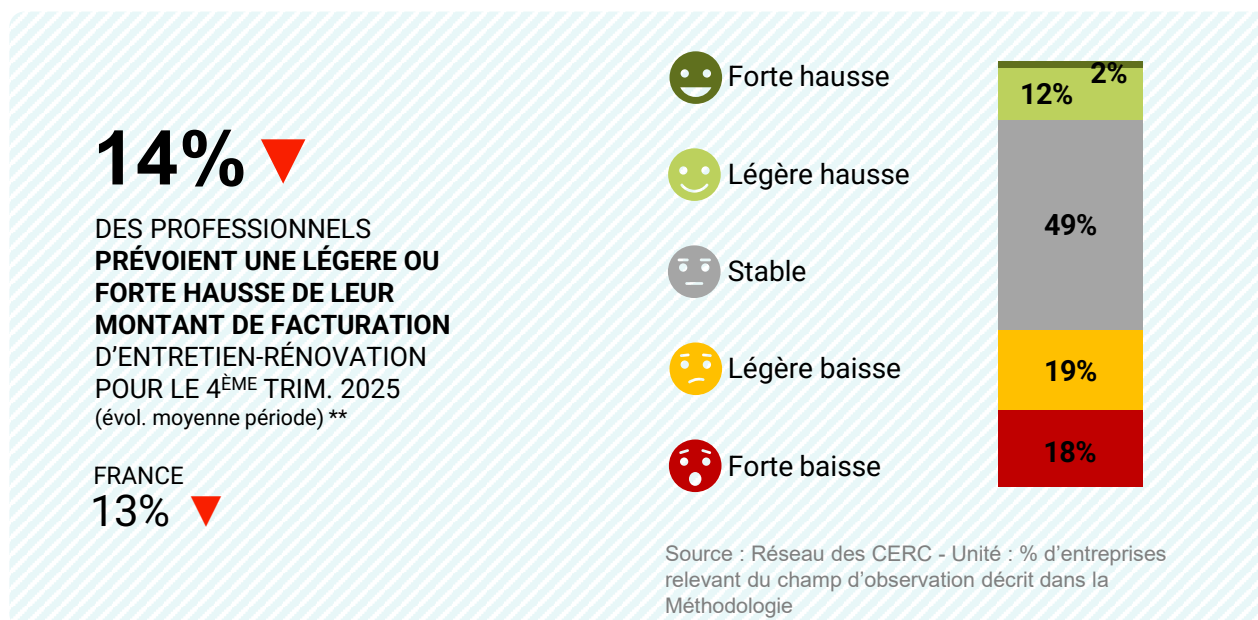 14%
DES PROFESSIONNELS
PRÉVOIENT UNE LÉGERE OU
FORTE HAUSSE DE LEUR
MONTANT DE FACTURATION
D'ENTRETIEN-RÉNOVATION
POUR LE 4ÈME TRIM. 2025
(évol. moyenne période) **
FRANCE
13%
Forte hausse
Légère hausse
Stable
Légère baisse
Forte baisse
2%
12%
49%
19%
18%
Source : Réseau des CERC - Unité : % d'entreprises
relevant du champ d'observation décrit dans la
Méthodologie